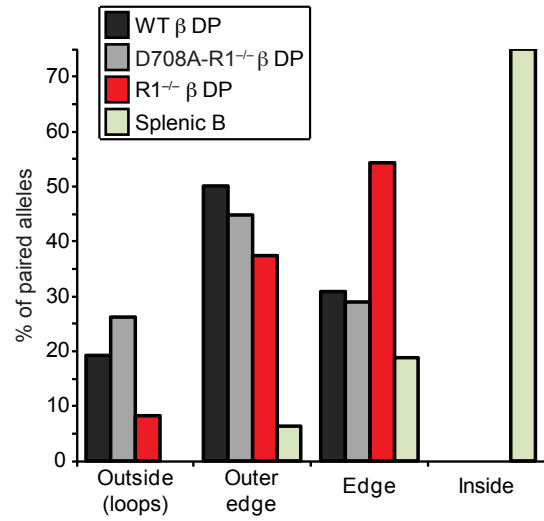 WT β DP
D708A-R1⁻/⁻ β DP
R1⁻/⁻ β DP
Splenic B
% of paired alleles
75
70
60
50
40
30
20
10
0
Outside
(loops)
Outer
edge
Edge
Inside